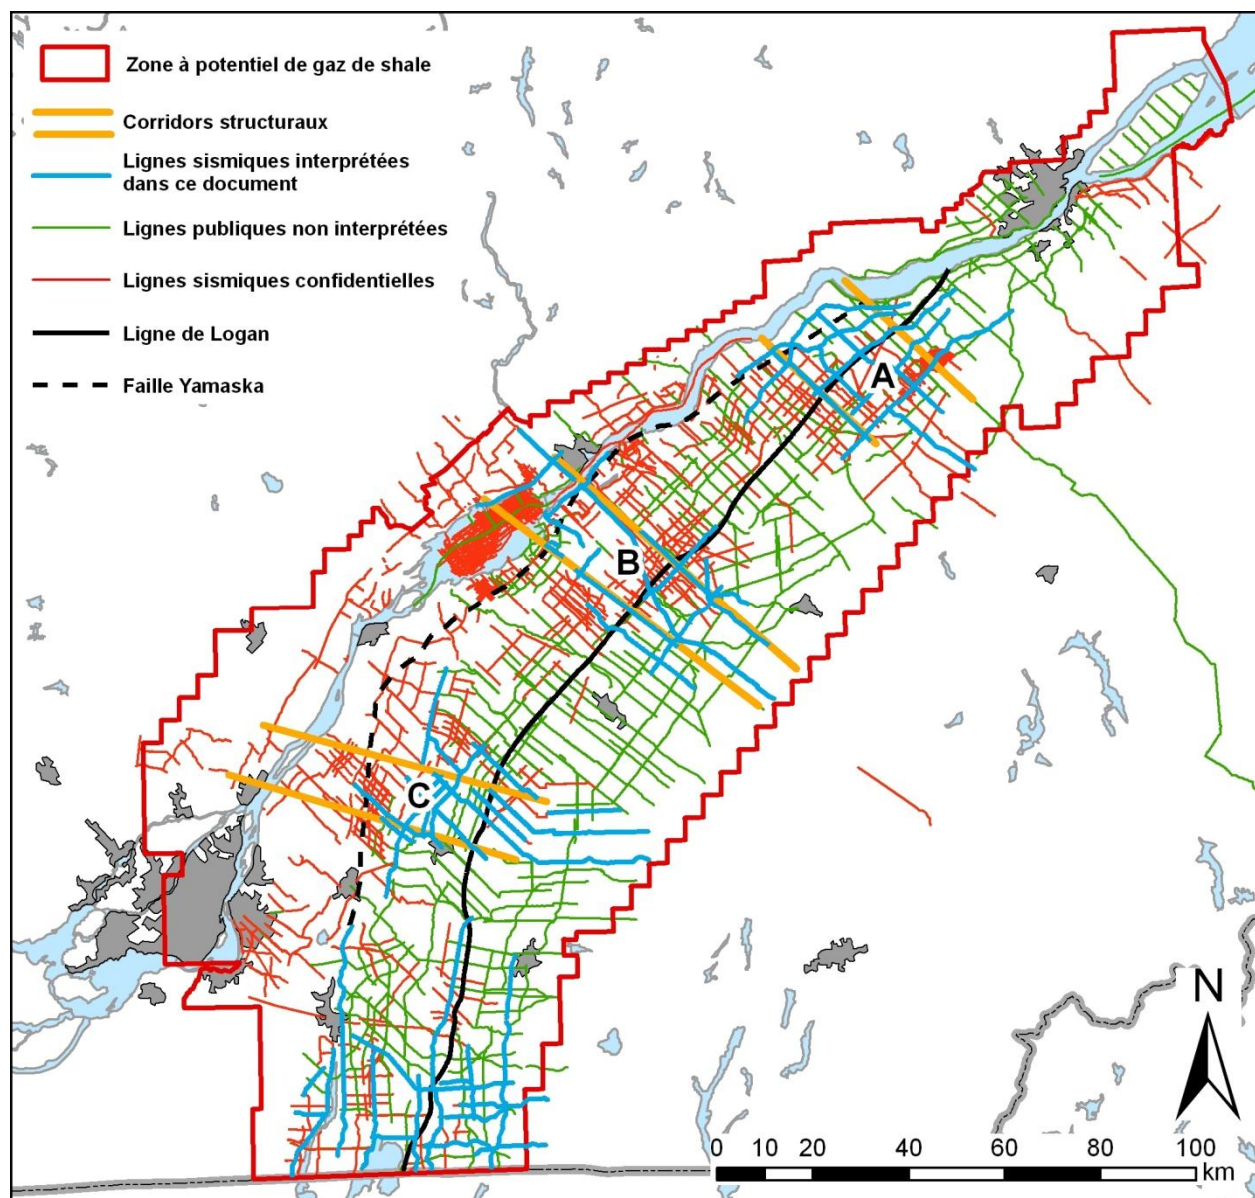 Zone à potentiel de gaz de shale
Corridors structuraux
Lignes sismiques interprétées
dans ce document
Lignes publiques non interprétées
Lignes sismiques confidentielles
Ligne de Logan
Faille Yamaska
A
B
C
N
0 10 20 40 60 80 100
km